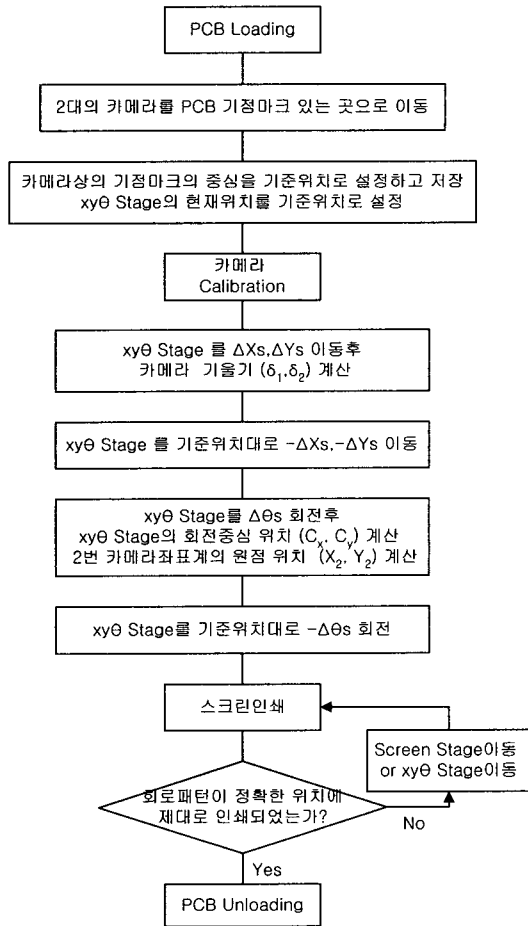 PCB Loading
2대의 카메라를 PCB 기점마크 있는 곳으로 이동
카메라상의 기점마크의 중심을 기준위치로 설정하고 저장
xyθ Stage의 현재위치를 기준위치로 설정
카메라
Calibration
xyθ Stage 를 ΔXs,ΔYs 이동후
카메라 기울기 (δ₁,δ₂) 계산
xyθ Stage 를 기준위치대로 -ΔXs,-ΔYs 이동
xyθ Stage를 Δθs 회전후
xyθ Stage의 회전중심 위치 (Cₓ, Cᵧ) 계산
2번 카메라좌표계의 원점 위치 (X₂, Y₂) 계산
xyθ Stage를 기준위치대로 -Δθs 회전
스크린인쇄
Screen Stage이동
or xyθ Stage이동
회로패턴이 정확한 위치에
제대로 인쇄되었는가?
No
Yes
PCB Unloading